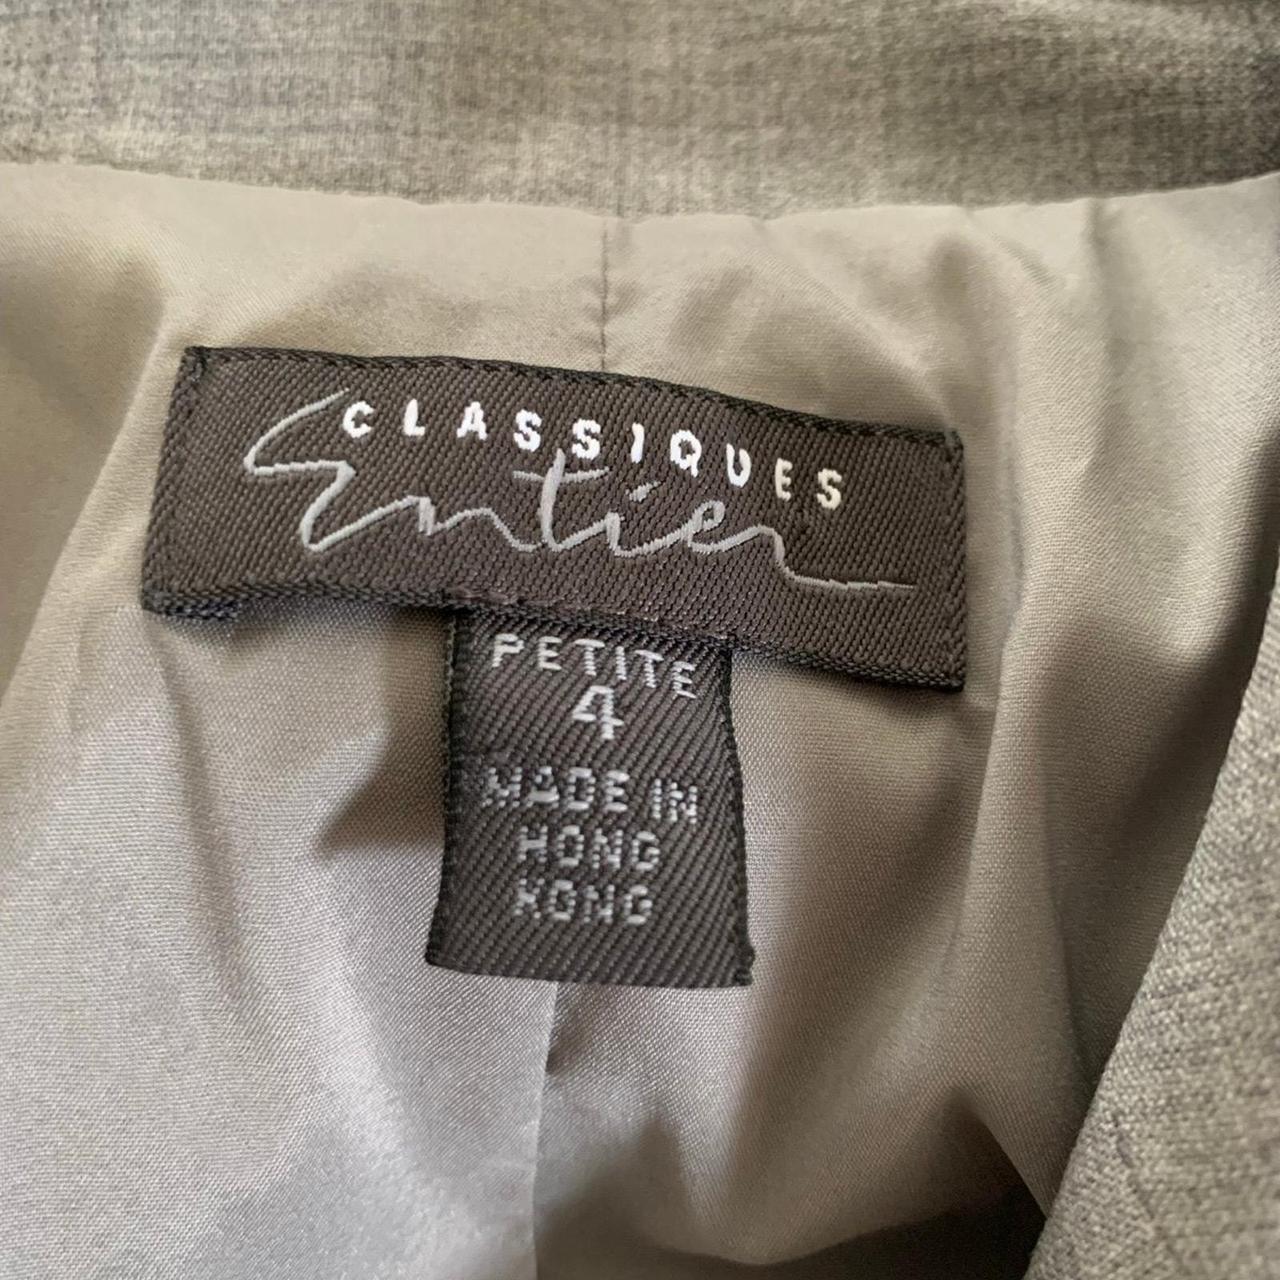 CLASSIQUES
Entier
PETITE
4
MADE IN
HONG
KONG